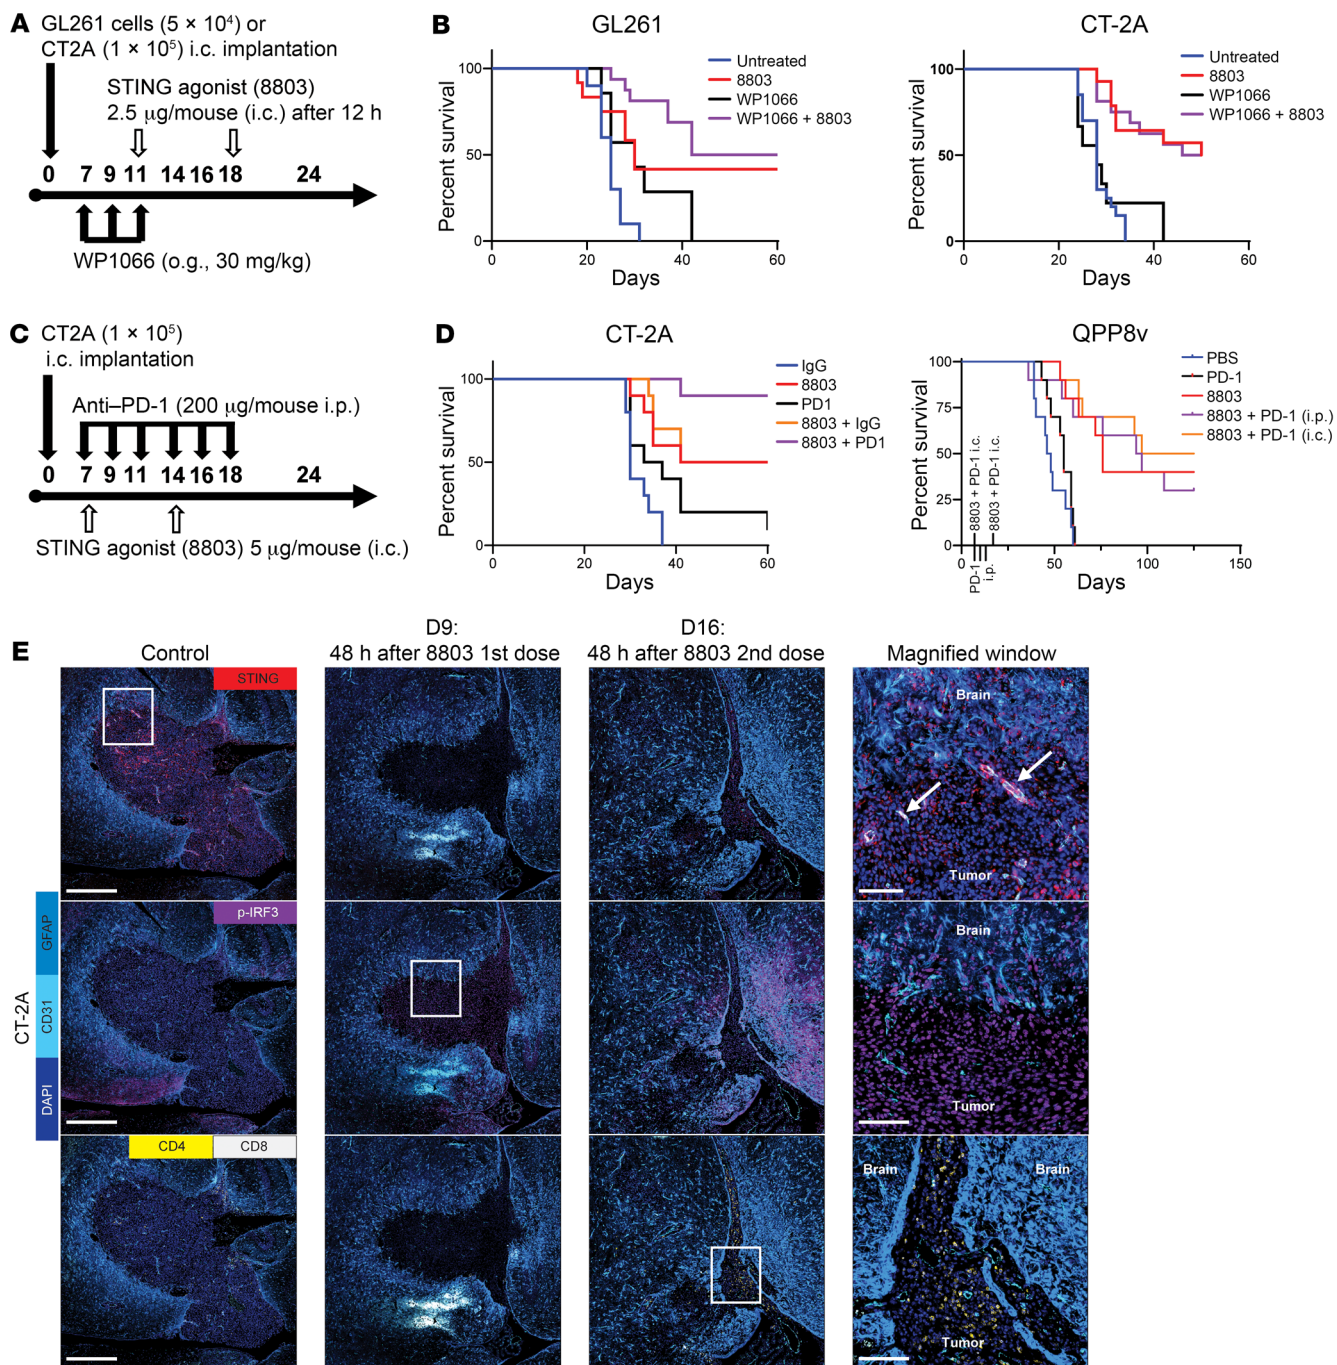 A
GL261 cells (5 × 10⁴) or
CT2A (1 × 10⁵) i.c. implantation
STING agonist (8803)
2.5 μg/mouse (i.c.) after 12 h
0 7 9 11 14 16 18 24
WP1066 (o.g., 30 mg/kg)
B
GL261
Percent survival
100
50
0
0 20 40 60
Days
Untreated
8803
WP1066
WP1066 + 8803
CT-2A
Percent survival
100
50
0
0 20 40 60
Days
Untreated
8803
WP1066
WP1066 + 8803
C
CT2A (1 × 10⁵)
i.c. implantation
Anti–PD-1 (200 μg/mouse i.p.)
0 7 9 11 14 16 18 24
STING agonist (8803) 5 μg/mouse (i.c.)
D
CT-2A
Percent survival
100
50
0
0 20 40 60
Days
IgG
8803
PD1
8803 + IgG
8803 + PD1
QPP8v
Percent survival
100
75
50
25
0
0 50 100 150
Days
8803 + PD-1 i.c.
8803 + PD-1 i.c.
PD-1
i.p.
PBS
PD-1
8803
8803 + PD-1 (i.p.)
8803 + PD-1 (i.c.)
E
Control
D9:
48 h after 8803 1st dose
D16:
48 h after 8803 2nd dose
Magnified window
CT-2A
GFAP
CD31
DAPI
STING
Brain
Tumor
p-IRF3
Brain
Tumor
CD4
CD8
Brain
Brain
Tumor